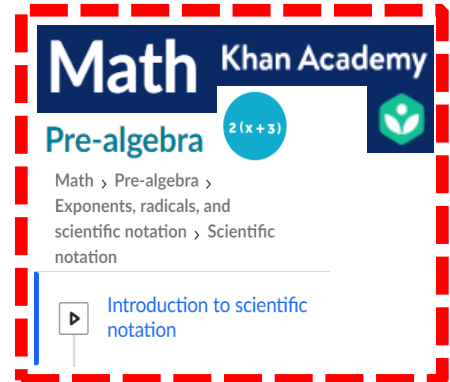 Math Khan Academy
2(x+3)
Pre-algebra
Math > Pre-algebra >
Exponents, radicals, and
scientific notation > Scientific
notation
Introduction to scientific
notation